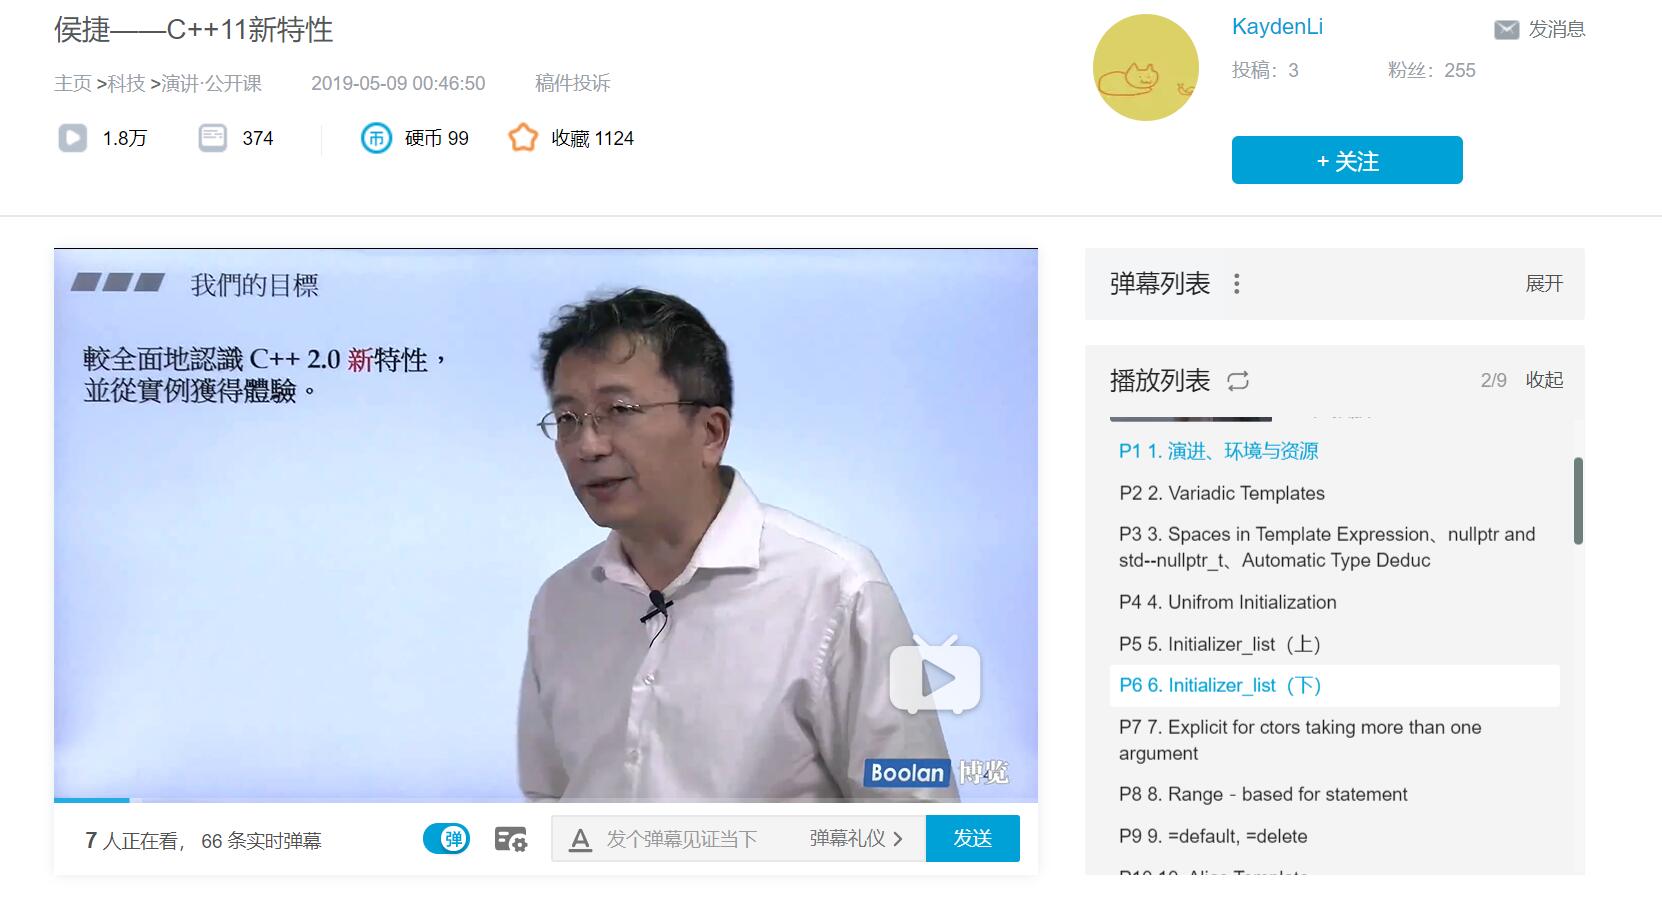 侯捷——C++11新特性
主页 >科技 >演讲·公开课 2019-05-09 00:46:50 稿件投诉
1.8万 374 币 硬币 99 收藏 1124
KaydenLi
发消息
投稿：3 粉丝：255
+ 关注
我們的目標
較全面地認識 C++ 2.0 新特性，
並從實例獲得體驗。
Boolan 博览
7 人正在看， 66 条实时弹幕
弹
A 发个弹幕见证当下 弹幕礼仪 >
发送
弹幕列表
展开
播放列表
2/9 收起
P1 1. 演进、环境与资源
P2 2. Variadic Templates
P3 3. Spaces in Template Expression、nullptr and
std--nullptr_t、Automatic Type Deduc
P4 4. Unifrom Initialization
P5 5. Initializer_list（上）
P6 6. Initializer_list（下）
P7 7. Explicit for ctors taking more than one
argument
P8 8. Range - based for statement
P9 9. =default, =delete